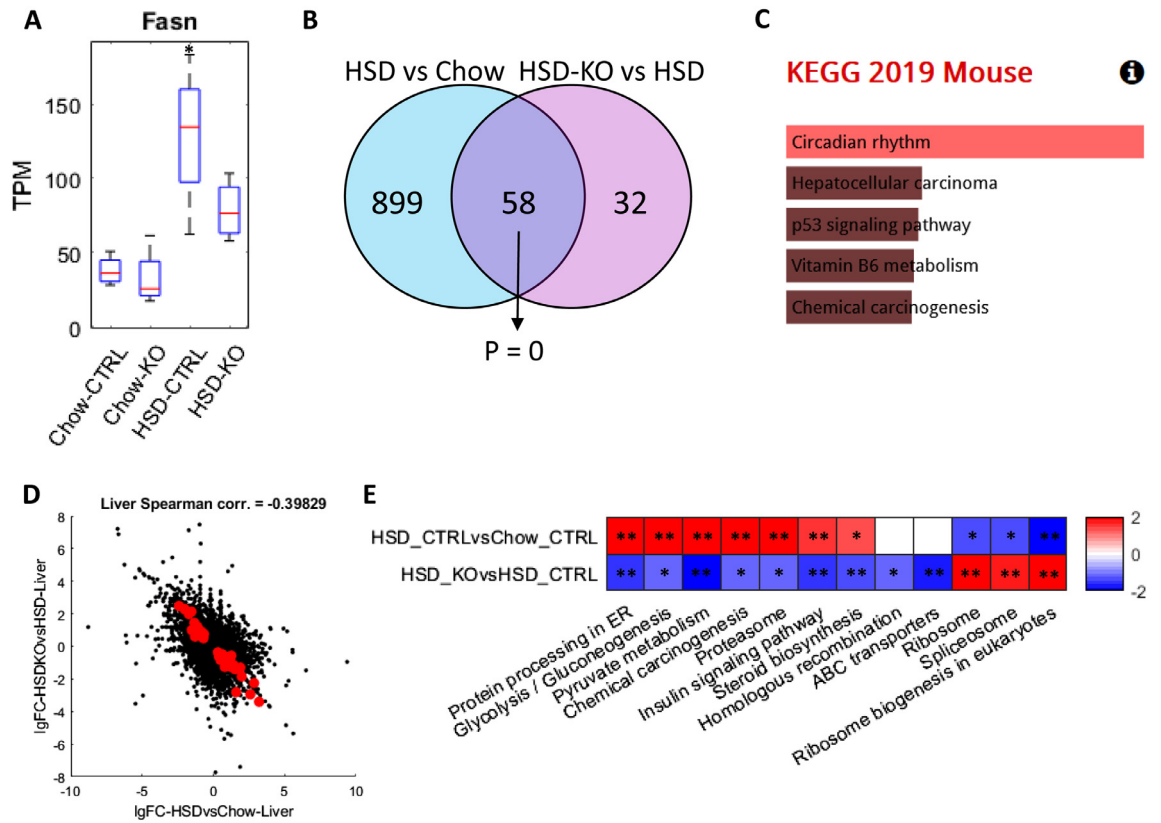 A
Fasn
*
TPM
150
100
50
0
Chow-CTRL
Chow-KO
HSD-CTRL
HSD-KO
B
HSD vs Chow HSD-KO vs HSD
899
58
32
P = 0
C
KEGG 2019 Mouse
i
Circadian rhythm
Hepatocellular carcinoma
p53 signaling pathway
Vitamin B6 metabolism
Chemical carcinogenesis
D
Liver Spearman corr. = -0.39829
lgFC-HSDKOvsHSD-Liver
8
6
4
2
0
-2
-4
-6
-8
-10 -5 0 5 10
lgFC-HSDvsChow-Liver
E
HSD_CTRLvsChow_CTRL
** ** ** ** ** ** * * * **
HSD_KOvsHSD_CTRL
** * ** * * ** ** * ** ** ** **
2
0
-2
Protein processing in ER
Glycolysis / Gluconeogenesis
Pyruvate metabolism
Chemical carcinogenesis
Proteasome
Insulin signaling pathway
Steroid biosynthesis
Homologous recombination
ABC transporters
Ribosome
Spliceosome
Ribosome biogenesis in eukaryotes